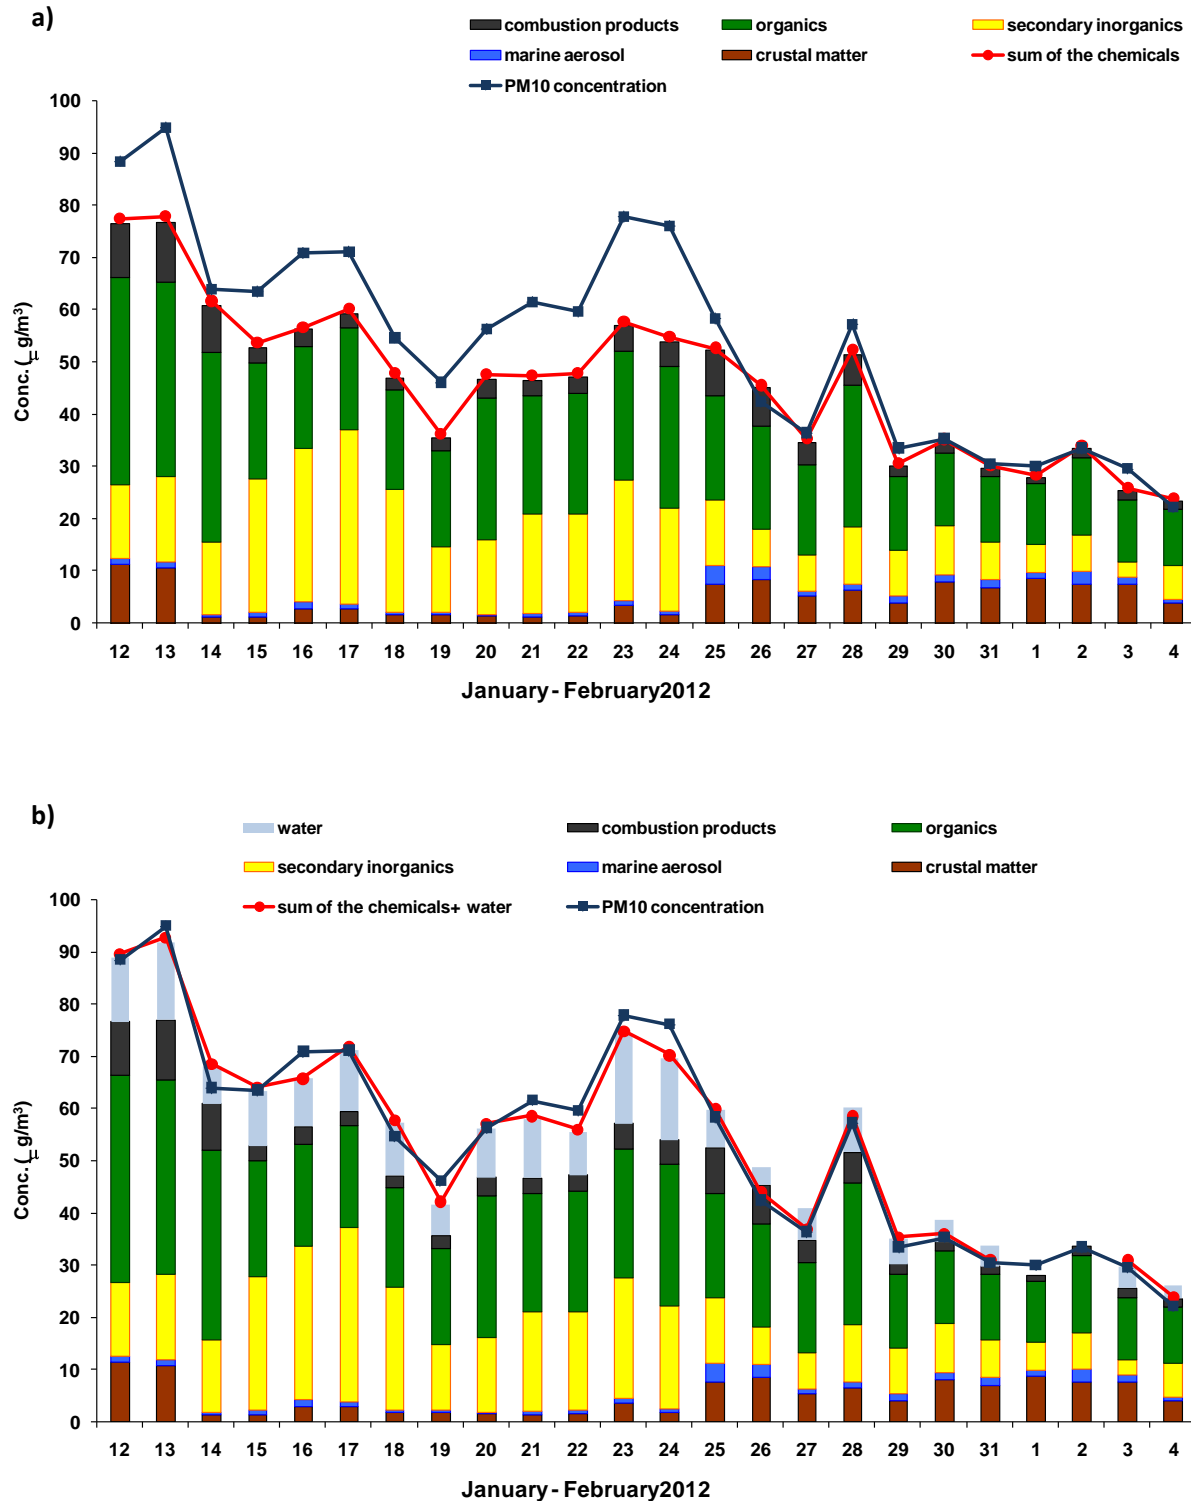 a)
combustion products organics secondary inorganics
marine aerosol crustal matter sum of the chemicals
PM10 concentration
100
90
80
70
60
50
40
30
20
10
0
Conc.(μg/m³)
12 13 14 15 16 17 18 19 20 21 22 23 24 25 26 27 28 29 30 31 1 2 3 4
January - February2012
b)
water combustion products organics
secondary inorganics marine aerosol crustal matter
sum of the chemicals+ water PM10 concentration
100
90
80
70
60
50
40
30
20
10
0
Conc.(μg/m³)
12 13 14 15 16 17 18 19 20 21 22 23 24 25 26 27 28 29 30 31 1 2 3 4
January - February2012